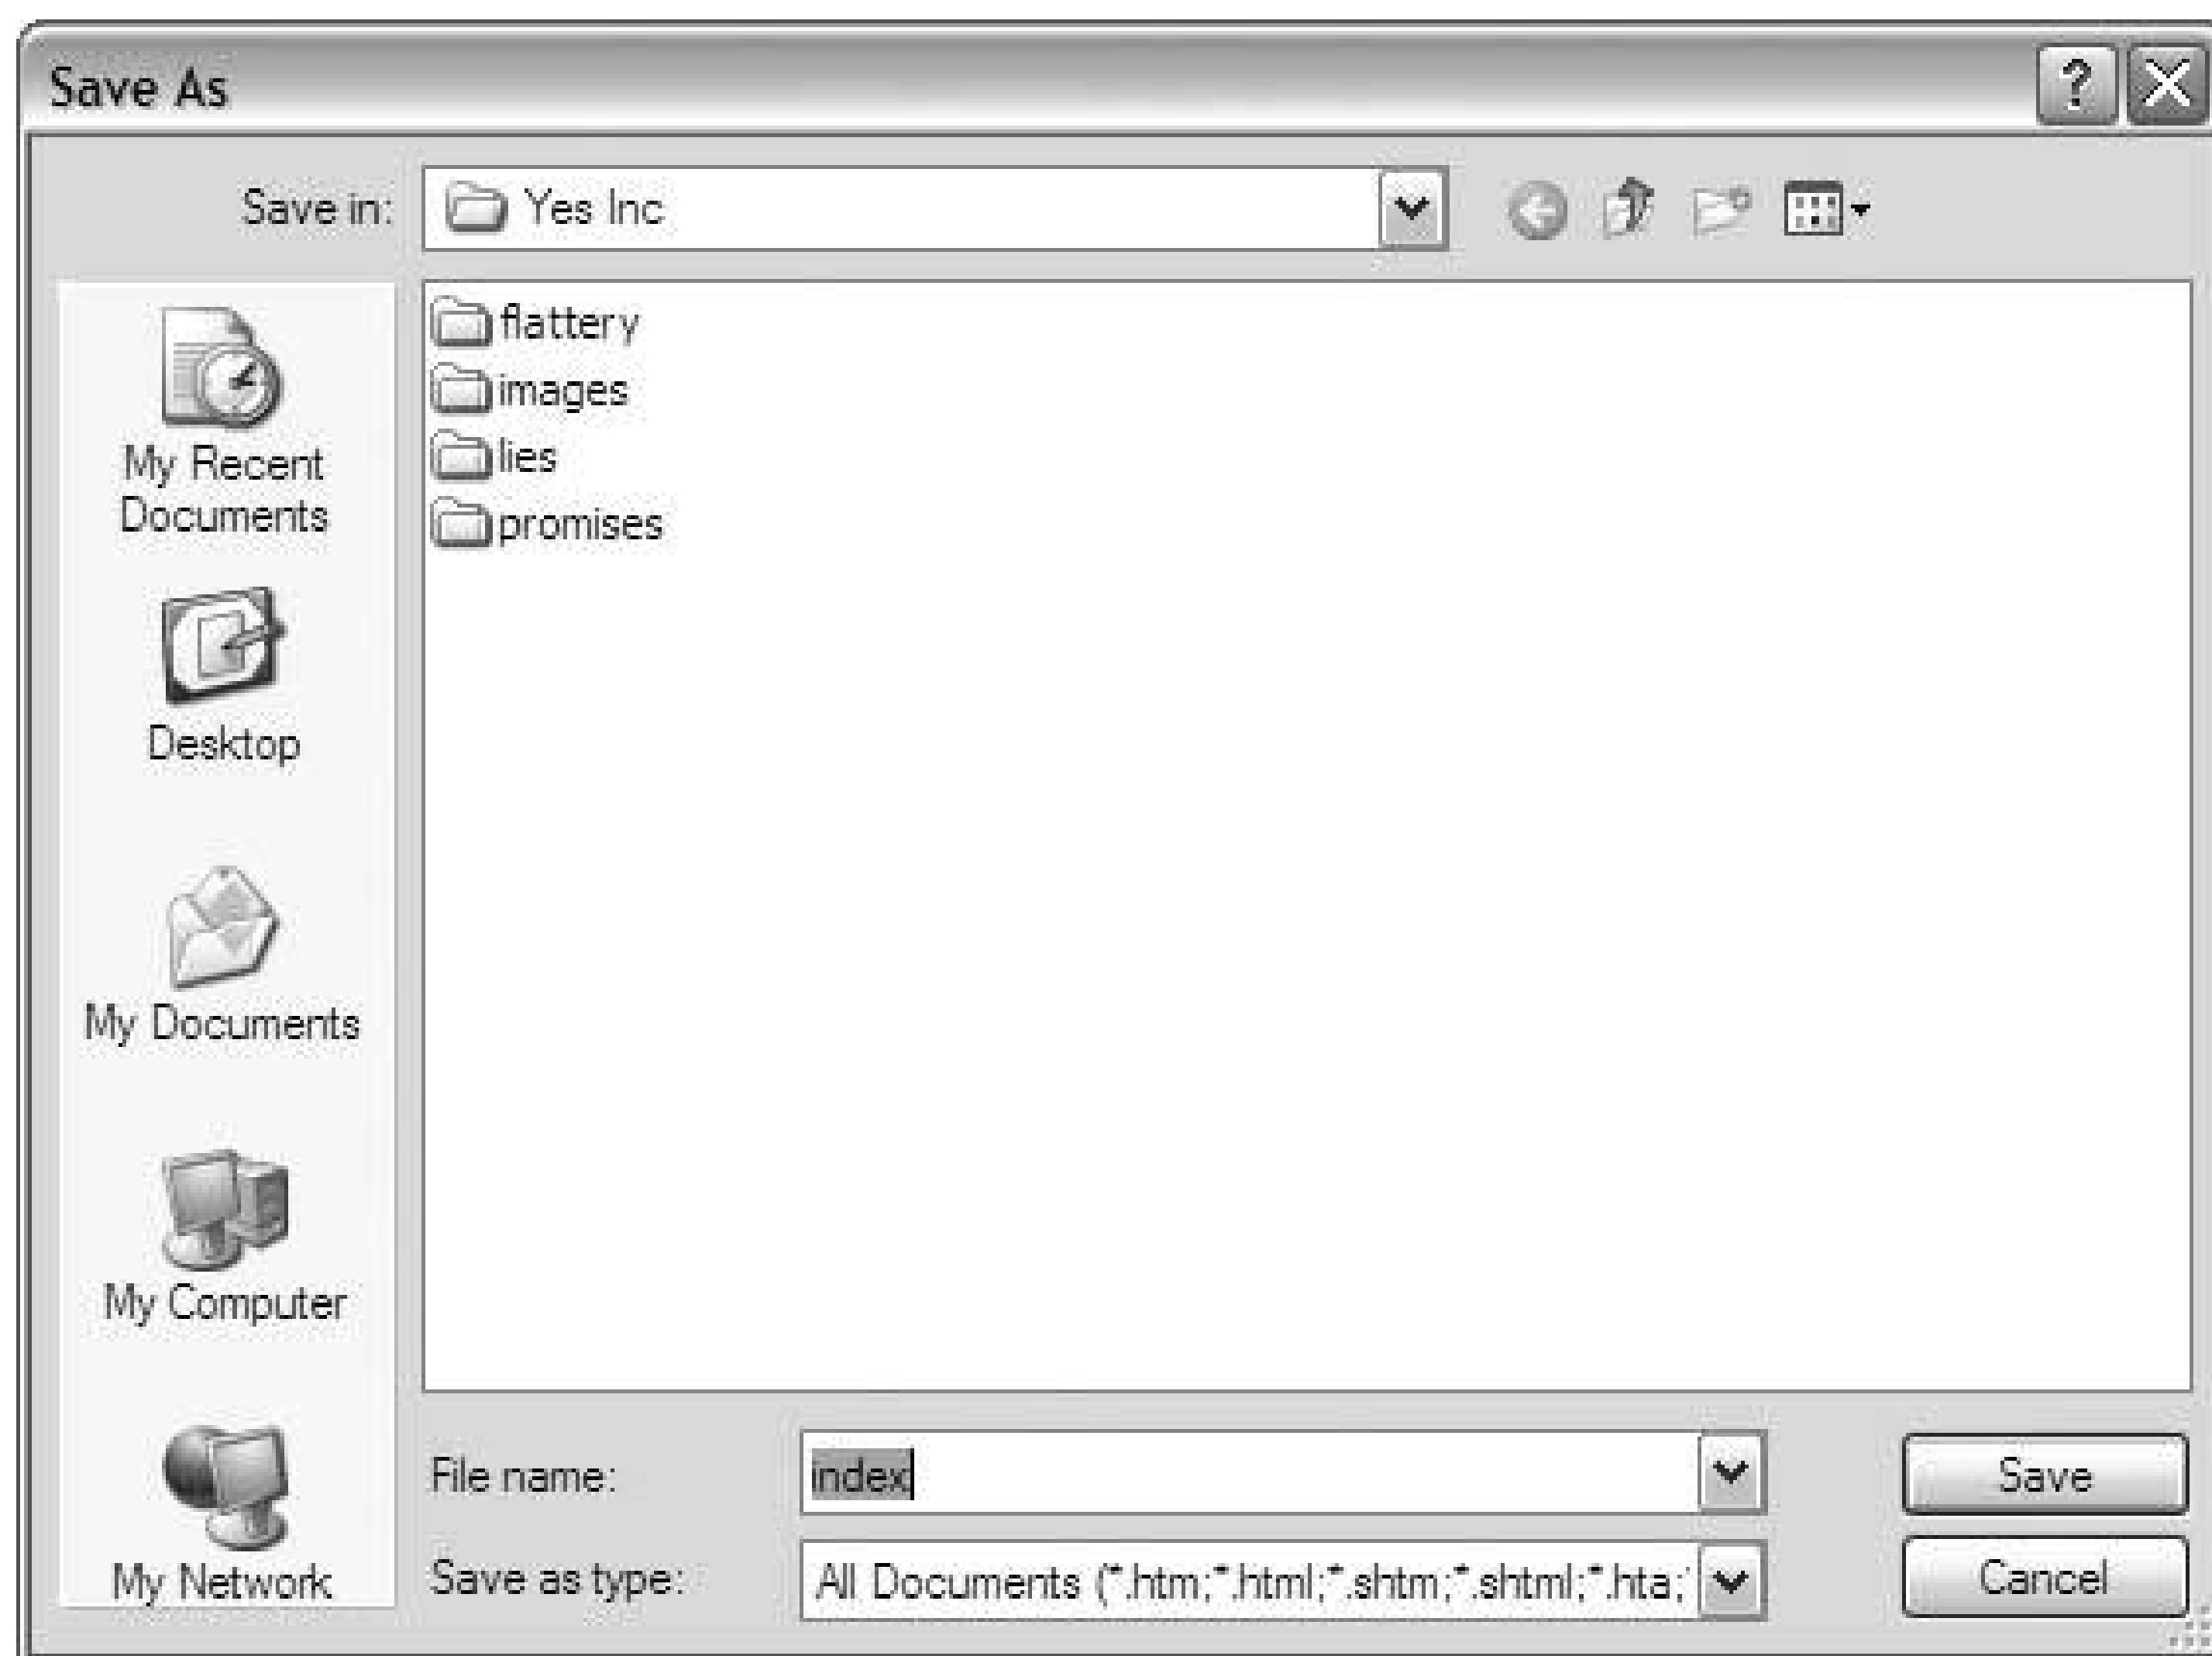 Save As
Save in: Yes Inc
flattery
images
lies
promises
My Recent
Documents
Desktop
My Documents
My Computer
My Network
File name: index
Save
Save as type: All Documents (*.htm;*.html;*.shtm;*.shtml;*.hta;
Cancel